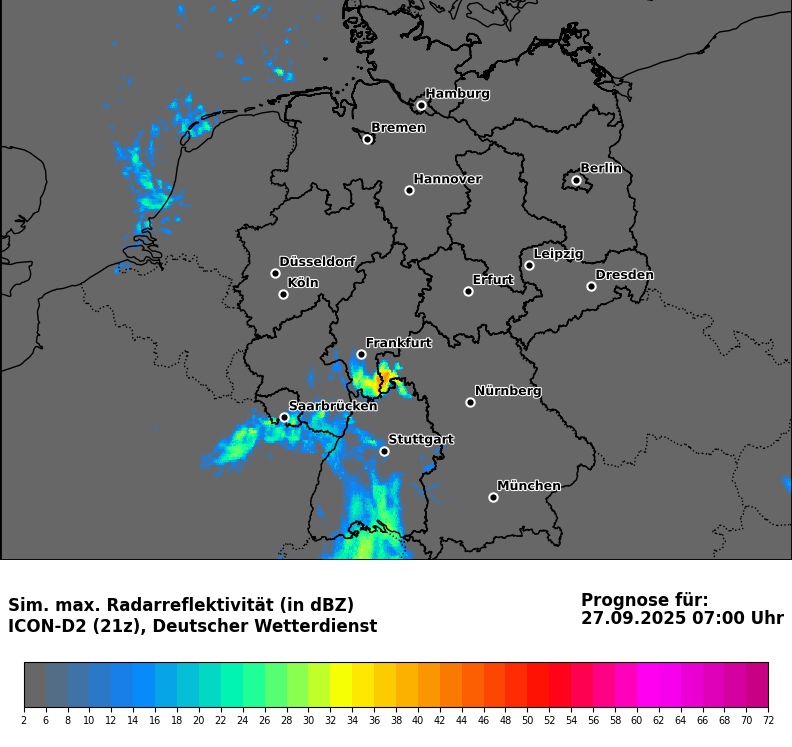 Hamburg
Bremen
Berlin
Hannover
Leipzig
Düsseldorf
Dresden
Köln
Erfurt
Frankfurt
Nürnberg
Saarbrücken
Stuttgart
München
Sim. max. Radarreflektivität (in dBZ)
ICON-D2 (21z), Deutscher Wetterdienst
Prognose für:
27.09.2025 07:00 Uhr
2 6 8 10 12 14 16 18 20 22 24 26 28 30 32 34 36 38 40 42 44 46 48 50 52 54 56 58 60 62 64 66 68 70 72